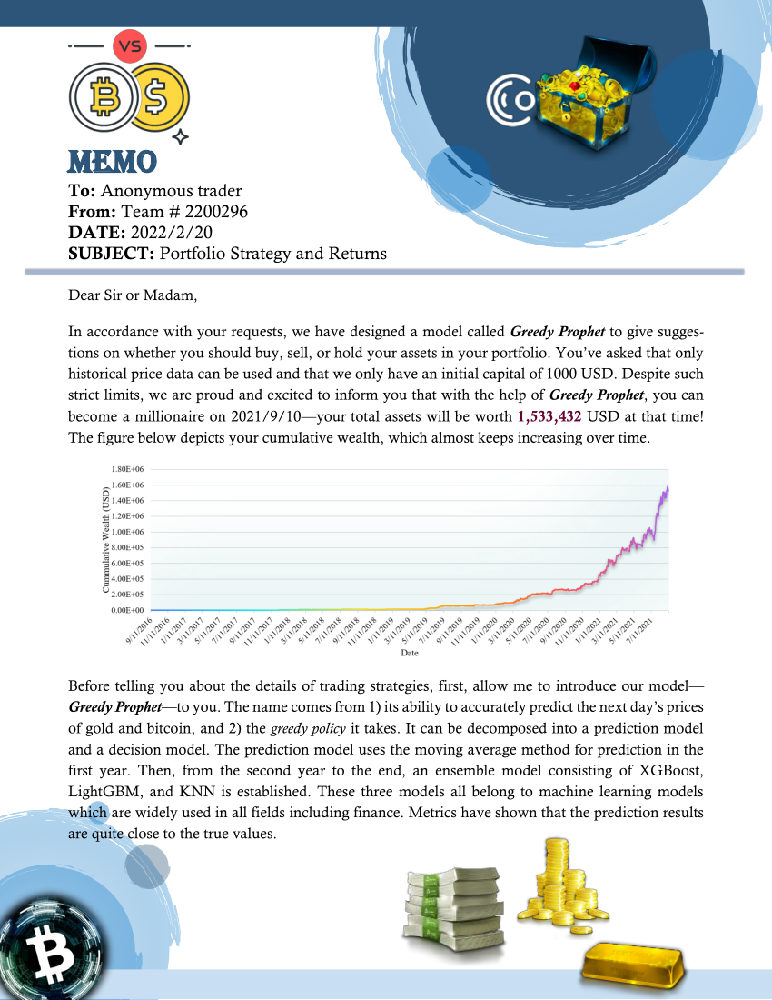 VS
MEMO
To: Anonymous trader
From: Team # 2200296
DATE: 2022/2/20
SUBJECT: Portfolio Strategy and Returns
Dear Sir or Madam,
In accordance with your requests, we have designed a model called Greedy Prophet to give sugges-
tions on whether you should buy, sell, or hold your assets in your portfolio. You’ve asked that only
historical price data can be used and that we only have an initial capital of 1000 USD. Despite such
strict limits, we are proud and excited to inform you that with the help of Greedy Prophet, you can
become a millionaire on 2021/9/10—your total assets will be worth 1,533,432 USD at that time!
The figure below depicts your cumulative wealth, which almost keeps increasing over time.
Cummulative Wealth (USD)
1.80E+06
1.60E+06
1.40E+06
1.20E+06
1.00E+06
8.00E+05
6.00E+05
4.00E+05
2.00E+05
0.00E+00
9/11/2016
11/11/2016
1/11/2017
3/11/2017
5/11/2017
7/11/2017
9/11/2017
11/11/2017
1/11/2018
3/11/2018
5/11/2018
7/11/2018
9/11/2018
11/11/2018
1/11/2019
3/11/2019
5/11/2019
7/11/2019
9/11/2019
11/11/2019
1/11/2020
3/11/2020
5/11/2020
7/11/2020
9/11/2020
11/11/2020
1/11/2021
3/11/2021
5/11/2021
7/11/2021
Date
Before telling you about the details of trading strategies, first, allow me to introduce our model—
Greedy Prophet—to you. The name comes from 1) its ability to accurately predict the next day’s prices
of gold and bitcoin, and 2) the greedy policy it takes. It can be decomposed into a prediction model
and a decision model. The prediction model uses the moving average method for prediction in the
first year. Then, from the second year to the end, an ensemble model consisting of XGBoost,
LightGBM, and KNN is established. These three models all belong to machine learning models
which are widely used in all fields including finance. Metrics have shown that the prediction results
are quite close to the true values.